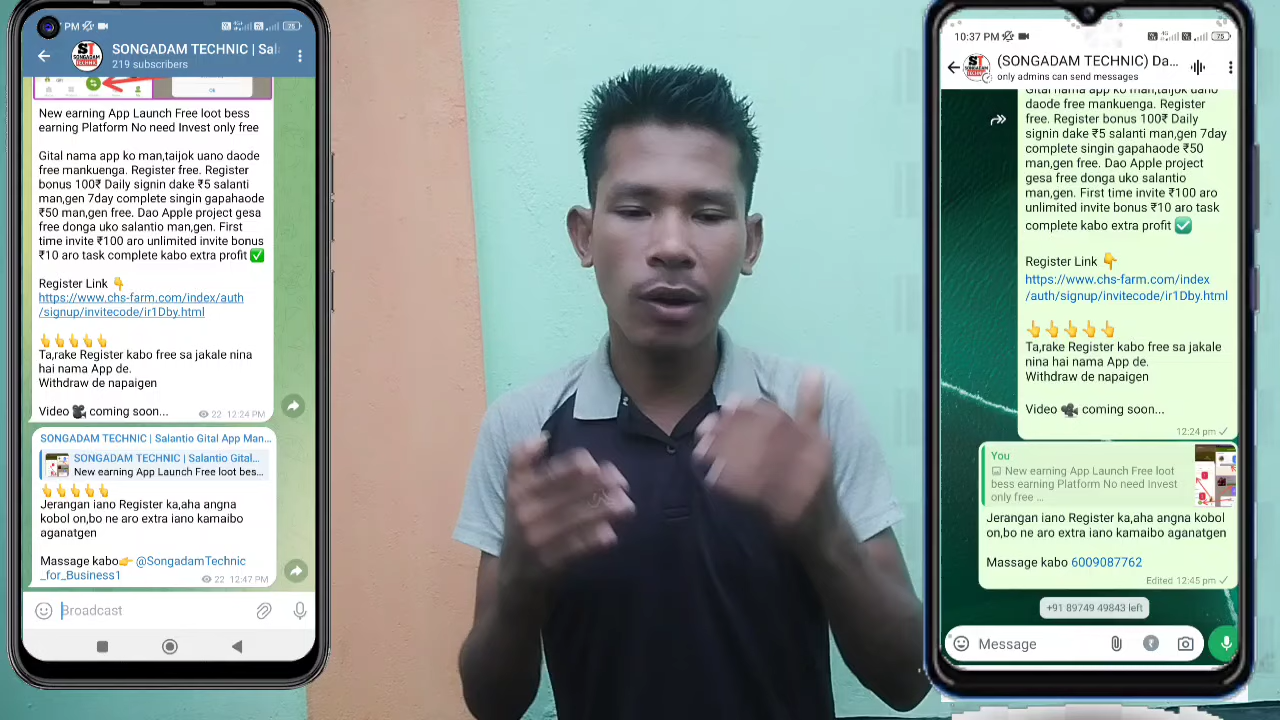 PM
75
SONGADAM TECHNIC | Sal
219 subscribers
New earning App Launch Free loot bess
earning Platform No need Invest only free
Gital nama app ko man,taijok uano daode
free mankuenga. Register free. Register
bonus 100₹ Daily signin dake ₹5 salanti
man,gen 7day complete singin gapahaode
₹50 man,gen free. Dao Apple project gesa
free donga uko salantio man,gen. First
time invite ₹100 aro unlimited invite bonus
₹10 aro task complete kabo extra profit ✅
Register Link 👇
https://www.chs-farm.com/index/auth
/signup/invitecode/ir1Dby.html
👆👆👆👆👆
Ta,rake Register kabo free sa jakale nina
hai nama App de.
Withdraw de napaigen
Video 🎥 coming soon...
22 12:24 PM
SONGADAM TECHNIC | Salantio Gital App Man...
SONGADAM TECHNIC | Salantio Gital...
New earning App Launch Free loot bes...
👆👆👆👆👆
Jerangan iano Register ka,aha angna
kobol on,bo ne aro extra iano kamaibo
aganatgen
Massage kabo👉 @SongadamTechnic
_for_Business1
22 12:47 PM
Broadcast
10:37 PM
75
(SONGADAM TECHNIC) Da...
only admins can send messages
Gital nama app ko man,taijok uano
daode free mankuenga. Register
free. Register bonus 100₹ Daily
signin dake ₹5 salanti man,gen 7day
complete singin gapahaode ₹50
man,gen free. Dao Apple project
gesa free donga uko salantio
man,gen. First time invite ₹100 aro
unlimited invite bonus ₹10 aro task
complete kabo extra profit ✅
Register Link 👇
https://www.chs-farm.com/index
/auth/signup/invitecode/ir1Dby.html
👆👆👆👆👆
Ta,rake Register kabo free sa jakale
nina hai nama App de.
Withdraw de napaigen
Video 🎥 coming soon...
12:24 pm
You
New earning App Launch Free loot
bess earning Platform No need Invest
only free ...
Jerangan iano Register ka,aha angna kobol
on,bo ne aro extra iano kamaibo aganatgen
Massage kabo 6009087762
Edited 12:45 pm
+91 89749 49843 left
Message